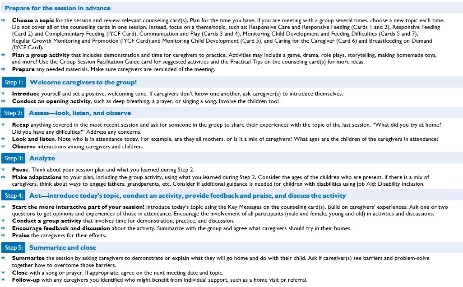 Prepare for the session in advance
Choose a topic for the session and review relevant counseling card(s). Plan for the time you have. If you are meeting with a group several times, choose a new topic each time.
Do not cover all of the counseling cards in one session. Instead, focus on a theme/topic, such as: Responsive Care and Responsive Feeding (Cards 1 and 2), Responsive Feeding
(Card 2) and Complementary Feeding (IYCF Card), Communication and Play (Cards 3 and 4), Monitoring Child Development and Feeding Difficulties (Cards 5 and 7),
Regular Growth Monitoring and Promotion (IYCF Card) and Monitoring Child Development (Card 5), and Caring for the Caregiver (Card 6) and Breastfeeding on Demand
(IYCF Card).
Plan a group activity that includes demonstration and time for caregivers to practice. Activities may include a game, drama, role plays, storytelling, making homemade toys,
and more! Use the Group Session Facilitation Guide card for suggested activities and the Practical Tips on the counseling card(s) for more ideas.
Prepare any needed materials. Make sure caregivers are reminded of the meeting.
Step 1: Welcome caregivers to the group!
Introduce yourself and set a positive, welcoming tone. If caregivers don't know one another, ask caregiver(s) to introduce themselves.
Conduct an opening activity, such as deep breathing, a prayer, or singing a song. Involve the children too!
Step 2: Assess—look, listen, and observe
Recap anything covered in the most recent session and ask for someone in the group to share their experiences with the topic of the last session. "What did you try at home?
Did you have any difficulties?" Address any concerns.
Look and listen. Note who is in attendance today. For example, are they all mothers, or is it a mix of caregivers? What ages are the children of the caregivers in attendance?
Observe interactions among caregivers and children.
Step 3: Analyze
Pause. Think about your session plan and what you learned during Step 2.
Make adaptations to your plan, including the group activity, using what you learned during Step 2. Consider the ages of the children who are present. If there is a mix of
caregivers, think about ways to engage fathers, grandparents, etc. Consider if additional guidance is needed for children with disabilities using Job Aid: Disability Inclusion
Step 4: Act—introduce today's topic, conduct an activity, provide feedback and praise, and discuss the activity
Start the more interactive part of your session! Introduce today's topic using the Key Messages on the counseling card(s). Build on caregivers' experiences. Ask one or two
questions to get opinions and experiences of those in attendance. Encourage the involvement of all participants (male and female; young and old) in activities and discussions.
Conduct a group activity that involves time for demonstration, practice, and discussion.
Encourage feedback and discussion about the activity. Summarize with the group and agree what caregivers should try in their homes.
Praise the caregivers for their efforts.
Step 5: Summarize and close
Summarize the session by asking caregivers to demonstrate or explain what they will go home and do with their child. Ask if caregiver(s) see barriers and problem-solve
together how to overcome those barriers.
Close with a song or prayer. If appropriate, agree on the next meeting date and topic.
Follow-up with any caregivers you identified who might benefit from individual support, such as a home visit or referral.